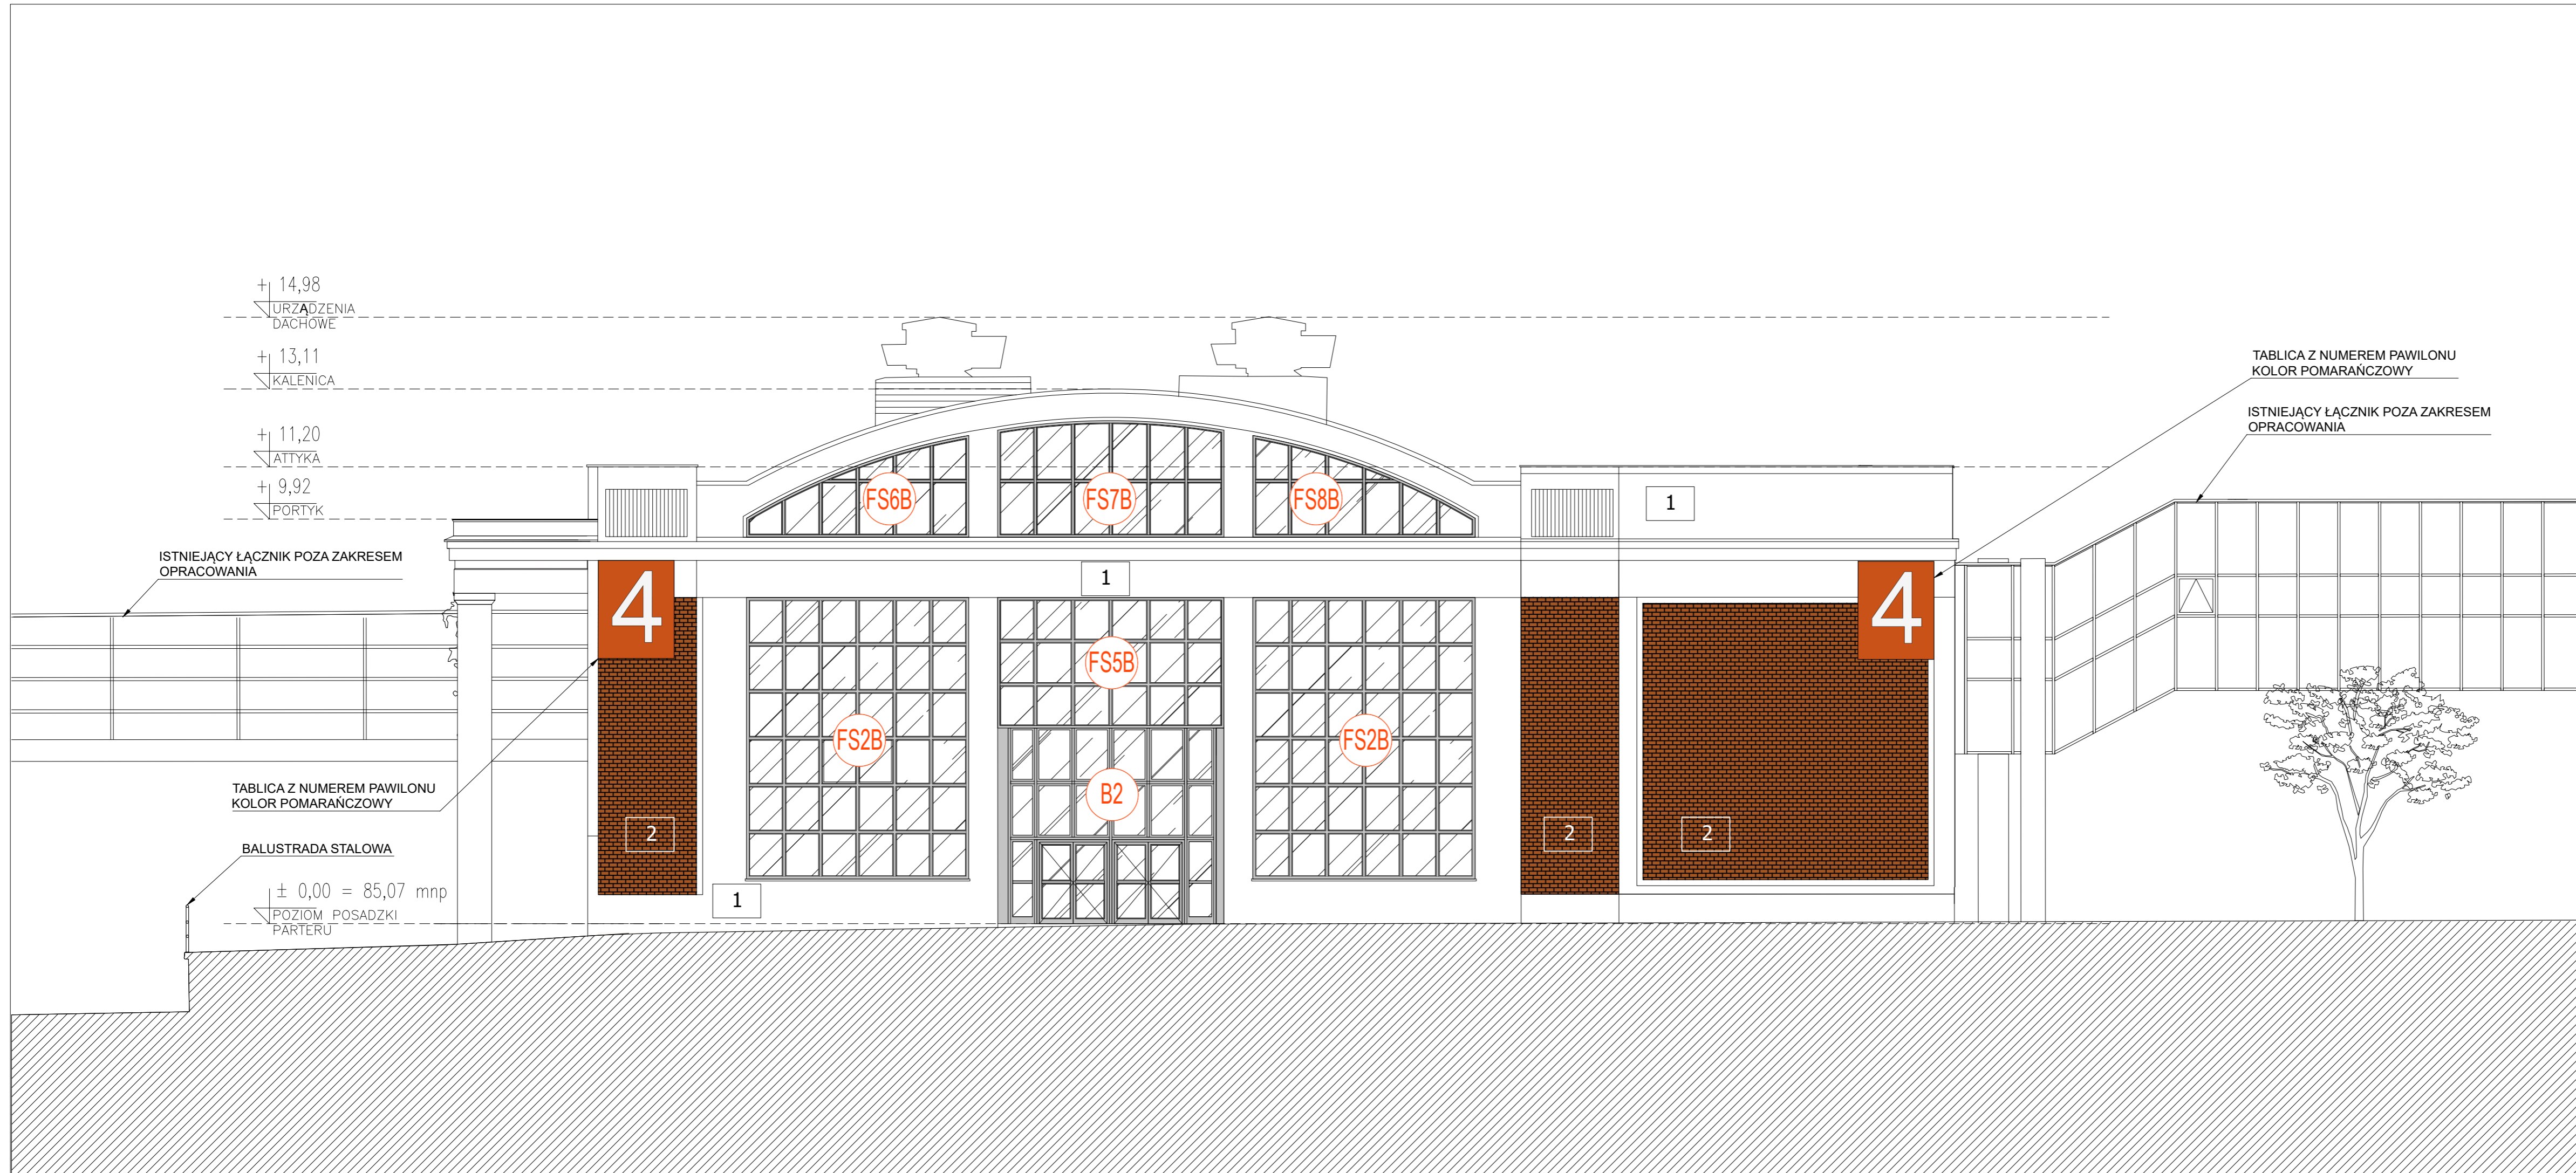 + 14,98
URZĄDZENIA
DACHOWE
+ 13,11
KALENICA
TABLICA Z NUMEREM PAWILONU
KOLOR POMARAŃCZOWY
ISTNIEJĄCY ŁĄCZNIK POZA ZAKRESEM
OPRACOWANIA
+ 11,20
ATTYKA
+ 9,92
PORTYK
FS6B
FS7B
FS8B
1
ISTNIEJĄCY ŁĄCZNIK POZA ZAKRESEM
OPRACOWANIA
4
1
4
FS5B
FS2B
FS2B
B2
TABLICA Z NUMEREM PAWILONU
KOLOR POMARAŃCZOWY
2
2
2
BALUSTRADA STALOWA
± 0,00 = 85,07 mnp
POZIOM POSADZKI
PARTERU
1